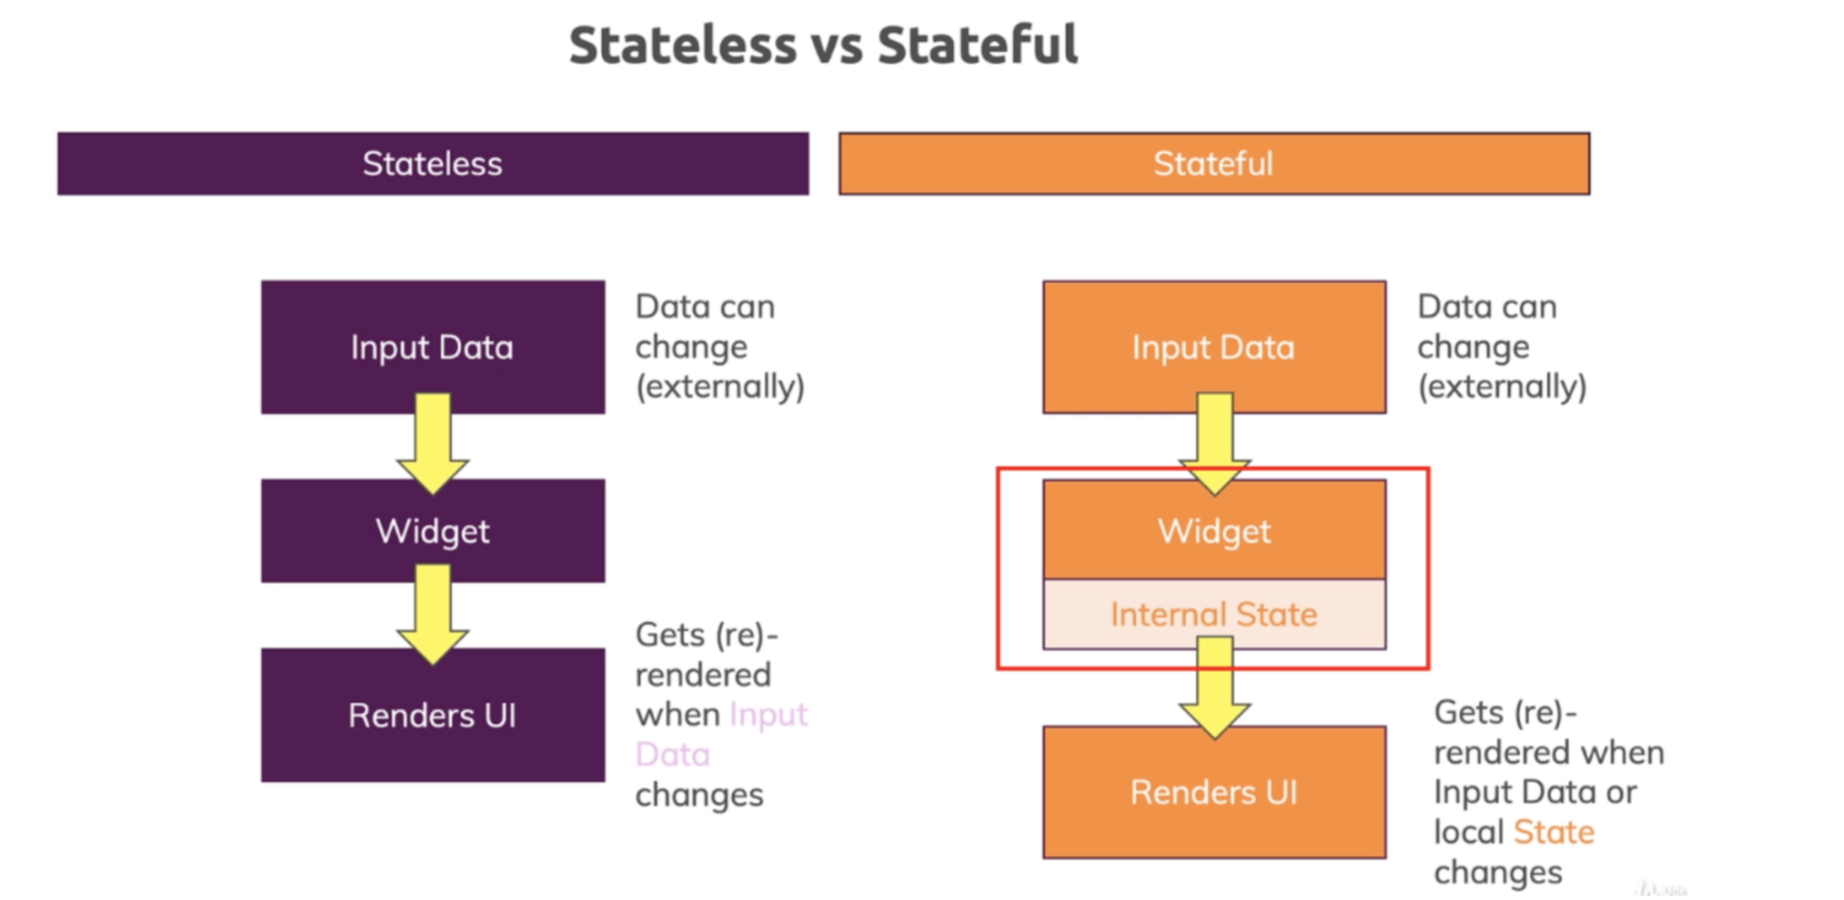 Stateless vs Stateful
Stateless
Stateful
Input Data
Data can
change
(externally)
Widget
Renders UI
Gets (re)-
rendered
when Input
Data
changes
Input Data
Data can
change
(externally)
Widget
Internal State
Renders UI
Gets (re)-
rendered when
Input Data or
local State
changes